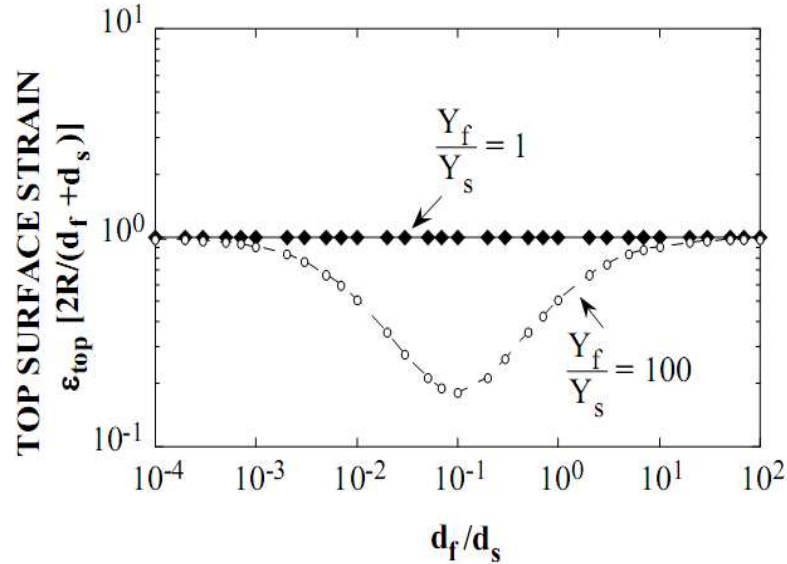 TOP SURFACE STRAIN
ε_top [2R/(d_f +d_s)]
10^1
10^0
10^-1
Y_f
Y_s
= 1
Y_f
Y_s
= 100
10^-4
10^-3
10^-2
10^-1
10^0
10^1
10^2
d_f/d_s